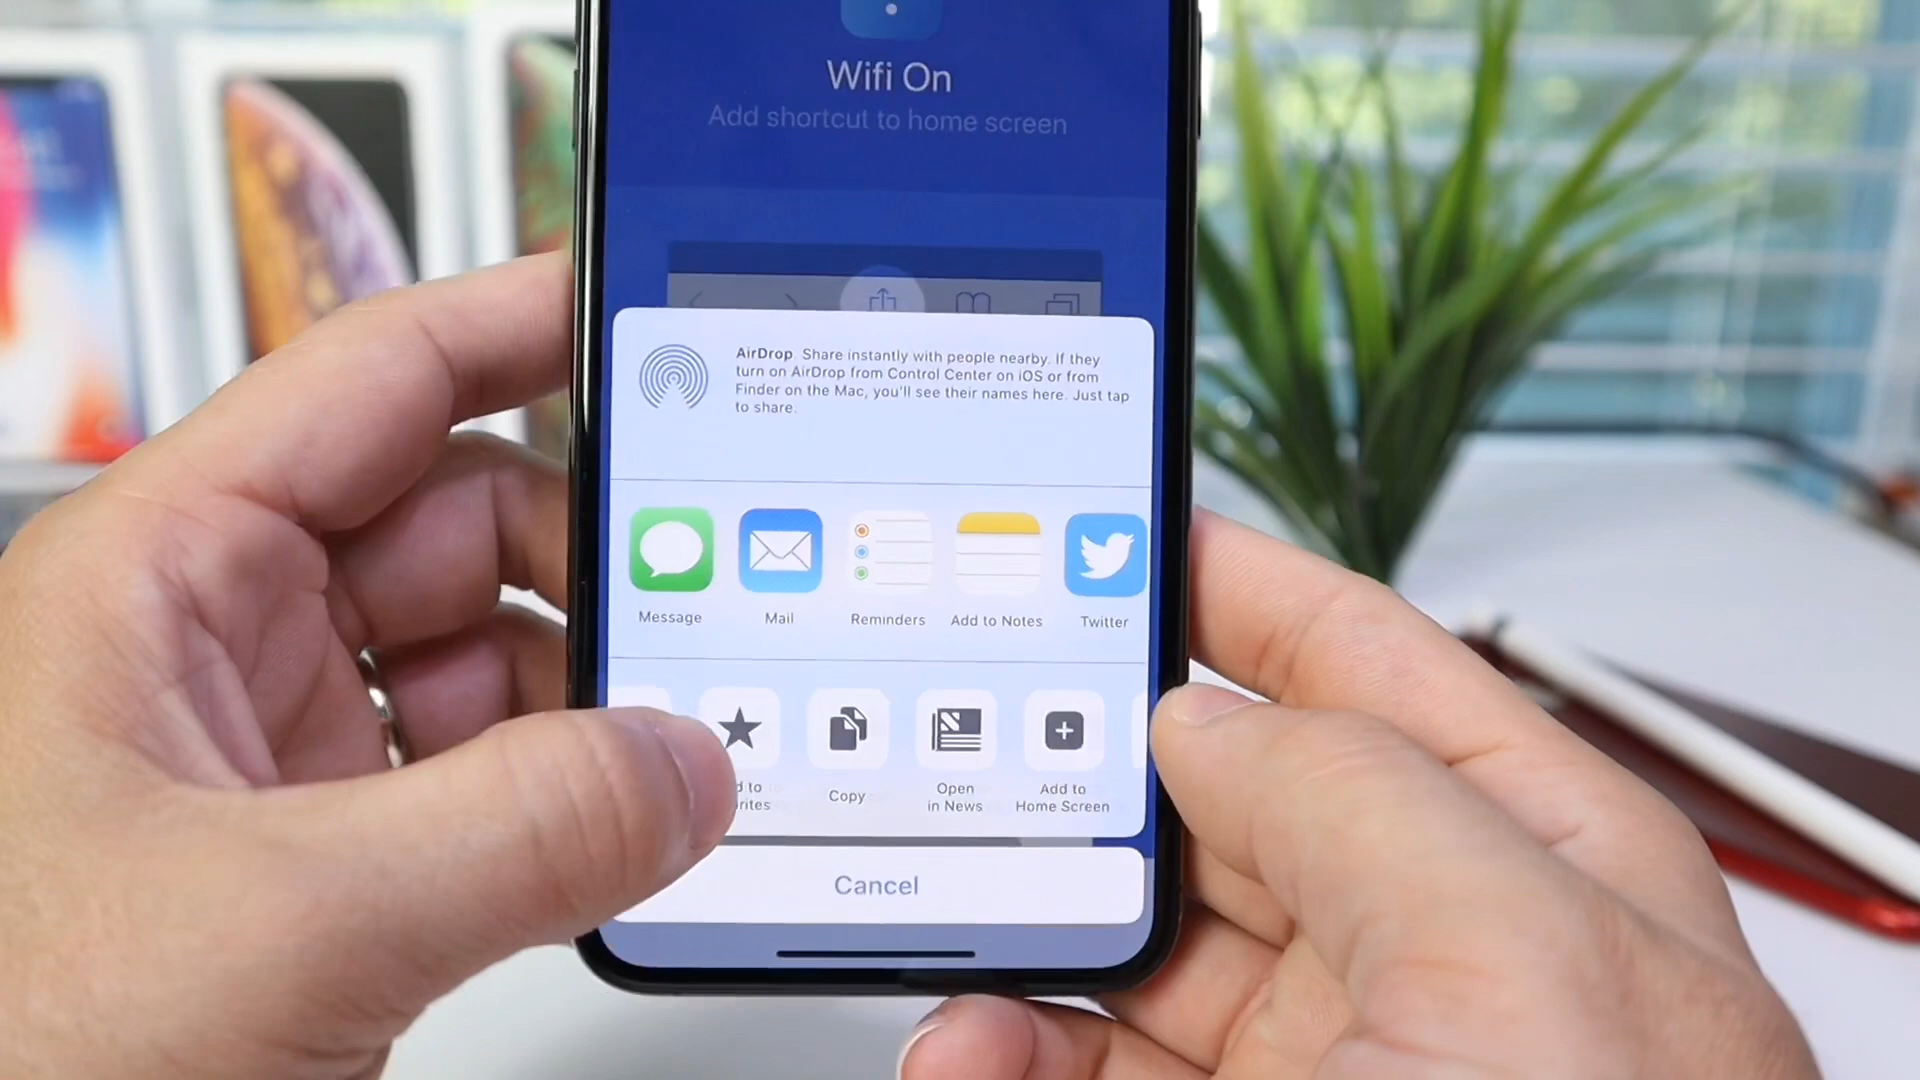 Wifi On
Add shortcut to home screen
AirDrop. Share instantly with people nearby. If they
turn on AirDrop from Control Center on iOS or from
Finder on the Mac, you'll see their names here. Just tap
to share.
Message
Mail
Reminders
Add to Notes
Twitter
Copy
Open
in News
Add to
Home Screen
Cancel